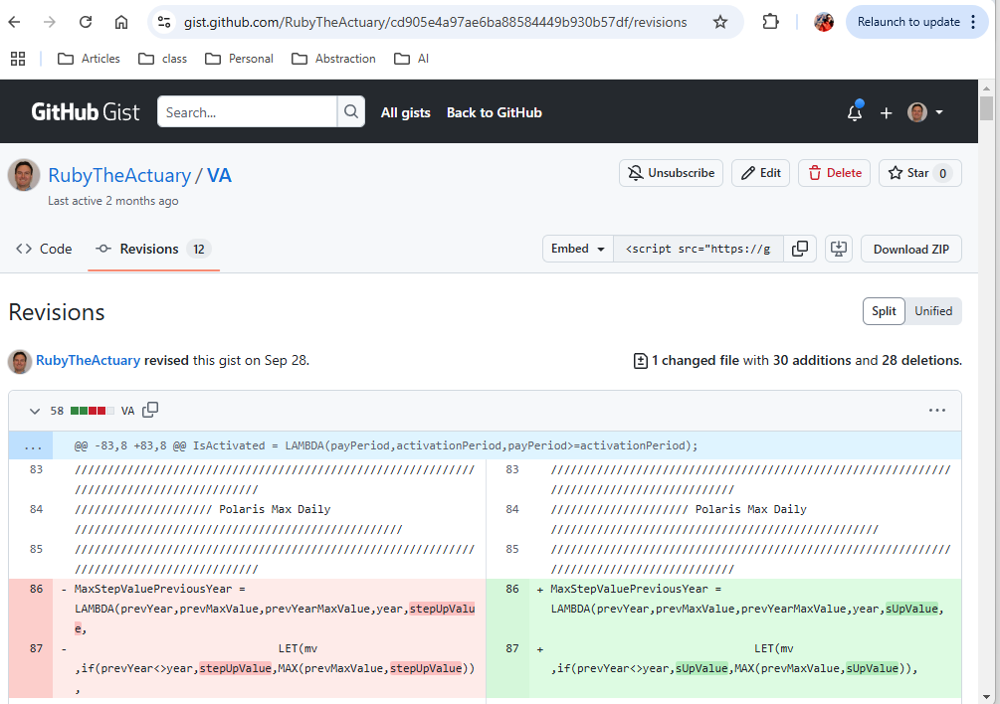 gist.github.com/RubyTheActuary/cd905e4a97ae6ba88584449b930b57df/revisions
Relaunch to update
Articles class Personal Abstraction AI
GitHub Gist Search... All gists Back to GitHub
RubyTheActuary / VA Unsubscribe Edit Delete Star 0
Last active 2 months ago
Code Revisions 12 Embed <script src="https://g Download ZIP
Revisions Split Unified
RubyTheActuary revised this gist on Sep 28. 1 changed file with 30 additions and 28 deletions.
58 VA
... @@ -83,8 +83,8 @@ IsActivated = LAMBDA(payPeriod,activationPeriod,payPeriod>=activationPeriod);
83 ///////////////////////////////////////////////////////////// 83 /////////////////////////////////////////////////////////////
//////////////////////////// ////////////////////////////
84 ///////////////////// Polaris Max Daily 84 ///////////////////// Polaris Max Daily
////////////////////////////////////////////////// //////////////////////////////////////////////////
85 ///////////////////////////////////////////////////////////// 85 /////////////////////////////////////////////////////////////
//////////////////////////// ////////////////////////////
86 - MaxStepValuePreviousYear = 86 + MaxStepValuePreviousYear =
LAMBDA(prevYear,prevMaxValue,prevYearMaxValue,year,stepUpValu LAMBDA(prevYear,prevMaxValue,prevYearMaxValue,year,sUpValue,
e,
87 - LET(mv 87 + LET(mv
,if(prevYear<>year,stepUpValue,MAX(prevMaxValue,stepUpValue)) ,if(prevYear<>year,sUpValue,MAX(prevMaxValue,sUpValue)),
,